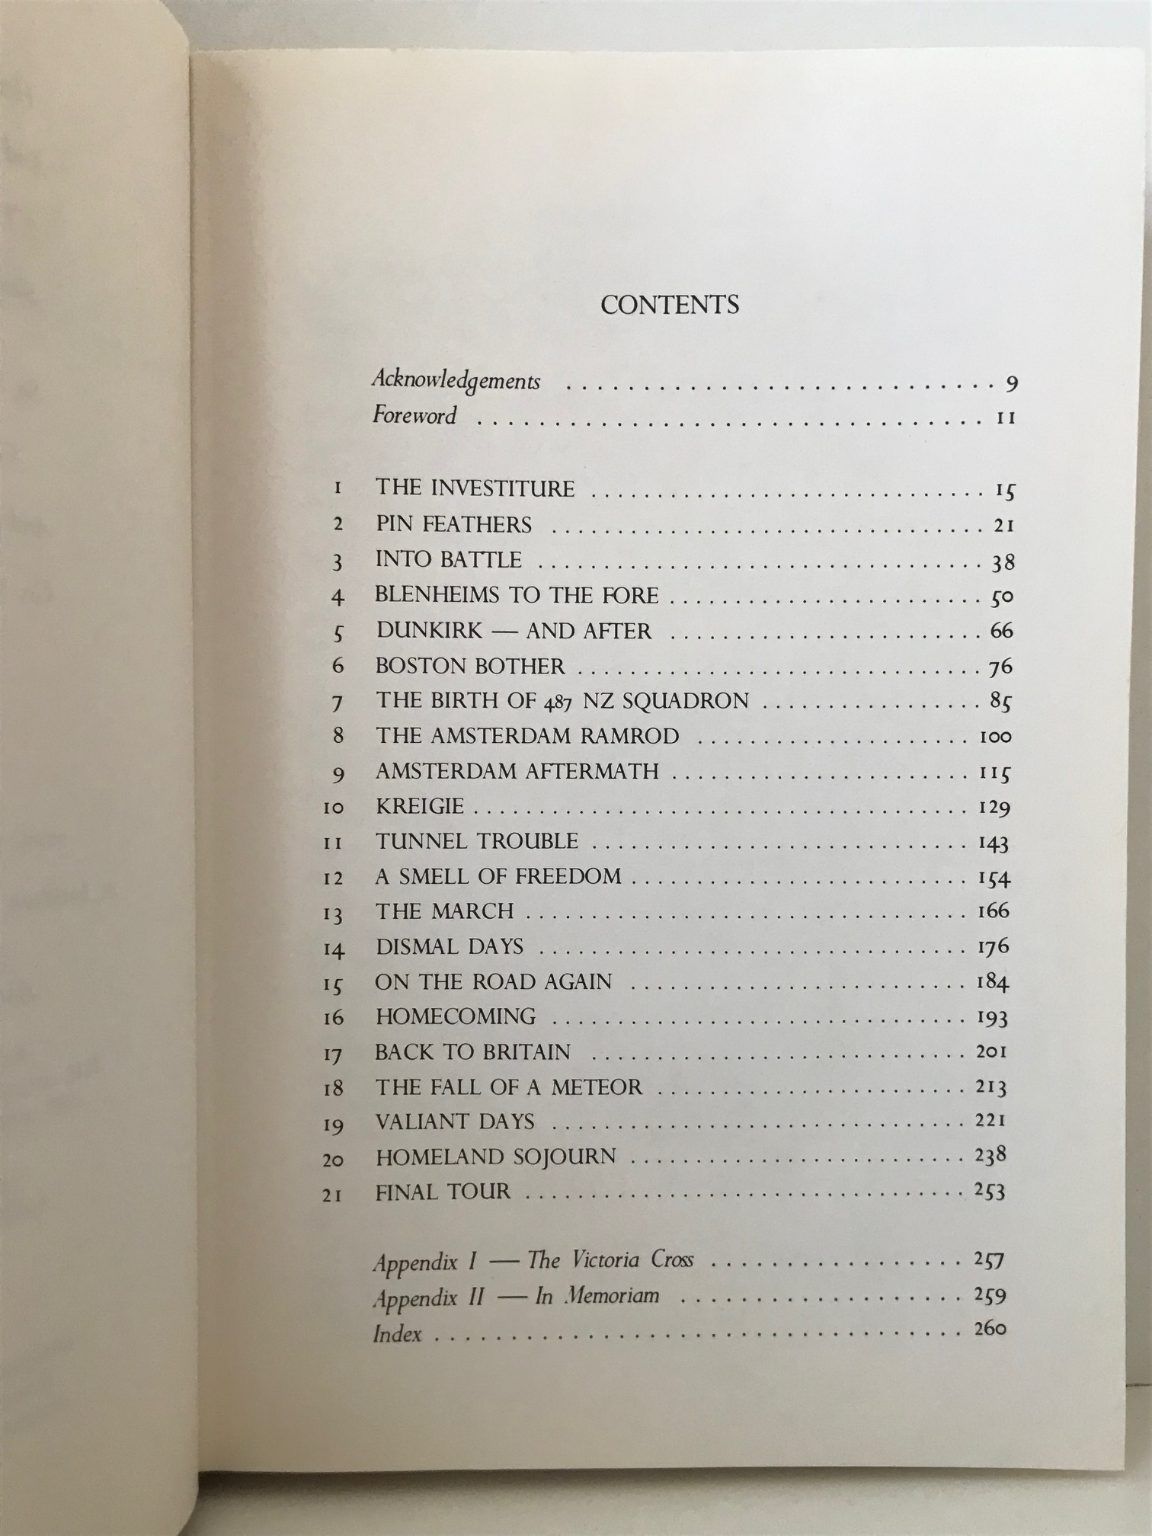 CONTENTS
Acknowledgements . . . . . . . . . . . . . . . . . . . . . . . . . . . . 9
Foreword . . . . . . . . . . . . . . . . . . . . . . . . . . . . . . . . . 11
1 THE INVESTITURE . . . . . . . . . . . . . . . . . . . . . . . . . . . . . . 15
2 PIN FEATHERS . . . . . . . . . . . . . . . . . . . . . . . . . . . . . . . . . 21
3 INTO BATTLE . . . . . . . . . . . . . . . . . . . . . . . . . . . . . . . . . . 38
4 BLENHEIMS TO THE FORE . . . . . . . . . . . . . . . . . . . . . . . . 50
5 DUNKIRK — AND AFTER . . . . . . . . . . . . . . . . . . . . . . . . 66
6 BOSTON BOTHER . . . . . . . . . . . . . . . . . . . . . . . . . . . . . . . 76
7 THE BIRTH OF 487 NZ SQUADRON . . . . . . . . . . . . . . . . . 85
8 THE AMSTERDAM RAMROD . . . . . . . . . . . . . . . . . . . . . 100
9 AMSTERDAM AFTERMATH . . . . . . . . . . . . . . . . . . . . . . . 115
10 KREIGIE . . . . . . . . . . . . . . . . . . . . . . . . . . . . . . . . . . . . . . 129
11 TUNNEL TROUBLE . . . . . . . . . . . . . . . . . . . . . . . . . . . 143
12 A SMELL OF FREEDOM . . . . . . . . . . . . . . . . . . . . . . . . . . 154
13 THE MARCH . . . . . . . . . . . . . . . . . . . . . . . . . . . . . . . . . . 166
14 DISMAL DAYS . . . . . . . . . . . . . . . . . . . . . . . . . . . . . . . . . 176
15 ON THE ROAD AGAIN . . . . . . . . . . . . . . . . . . . . . . . . . . 184
16 HOMECOMING . . . . . . . . . . . . . . . . . . . . . . . . . . . . . . . . 193
17 BACK TO BRITAIN . . . . . . . . . . . . . . . . . . . . . . . . . . . . . 201
18 THE FALL OF A METEOR . . . . . . . . . . . . . . . . . . . . . . . . 213
19 VALIANT DAYS . . . . . . . . . . . . . . . . . . . . . . . . . . . . . . . . 221
20 HOMELAND SOJOURN . . . . . . . . . . . . . . . . . . . . . . . . . . 238
21 FINAL TOUR . . . . . . . . . . . . . . . . . . . . . . . . . . . . . . . . . . 253
Appendix I — The Victoria Cross . . . . . . . . . . . . . . . . . 257
Appendix II — In Memoriam . . . . . . . . . . . . . . . . . . . 259
Index . . . . . . . . . . . . . . . . . . . . . . . . . . . . . . . . . . . 260